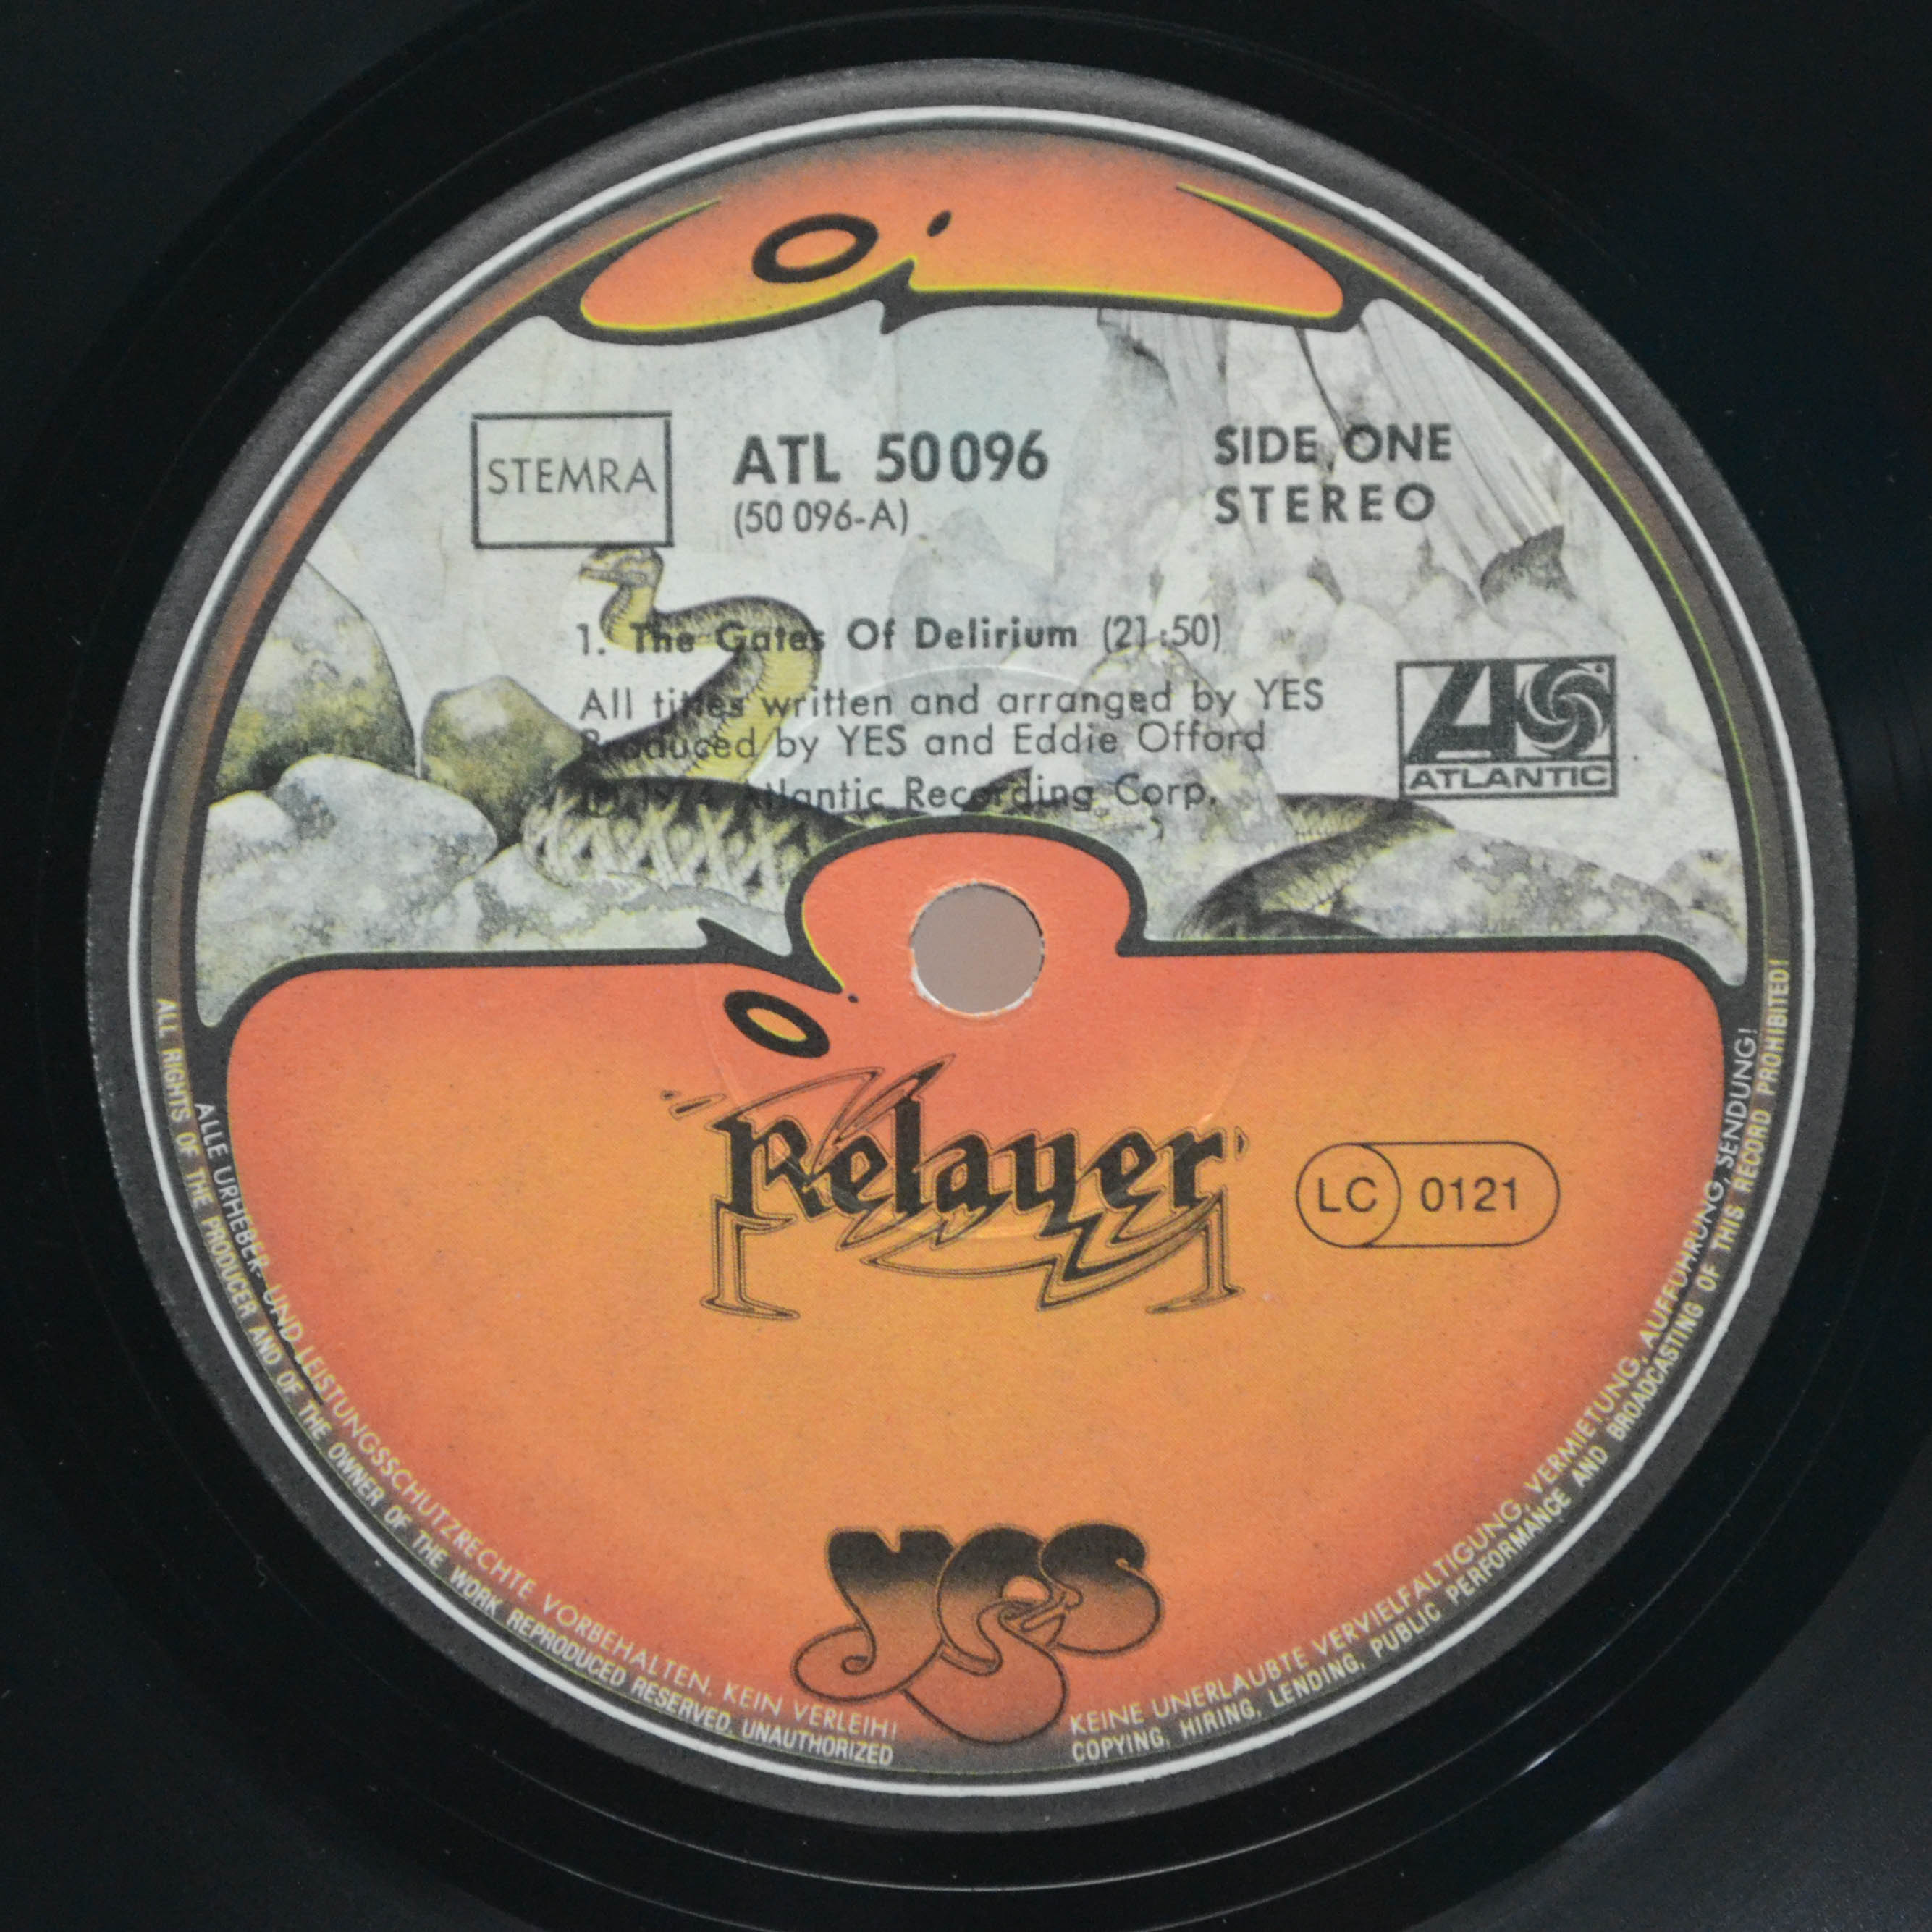 STEMRA
ATL 50096
(50 096-A)
SIDE ONE
STEREO
1. The Gates Of Delirium (21:50)
All titles written and arranged by YES
Produced by YES and Eddie Offord
℗ 1974 Atlantic Recording Corp.
ATLANTIC
Relayer
LC 0121
YES
ALLE URHEBER- UND LEISTUNGSSCHUTZRECHTE VORBEHALTEN. KEIN VERLEIH!
KEINE UNERLAUBTE VERVIELFÄLTIGUNG, VERMIETUNG, AUFFÜHRUNG, SENDUNG!
ALL RIGHTS OF THE PRODUCER AND OF THE OWNER OF THE WORK REPRODUCED RESERVED. UNAUTHORIZED
COPYING, HIRING, LENDING, PUBLIC PERFORMANCE AND BROADCASTING OF THIS RECORD PROHIBITED!